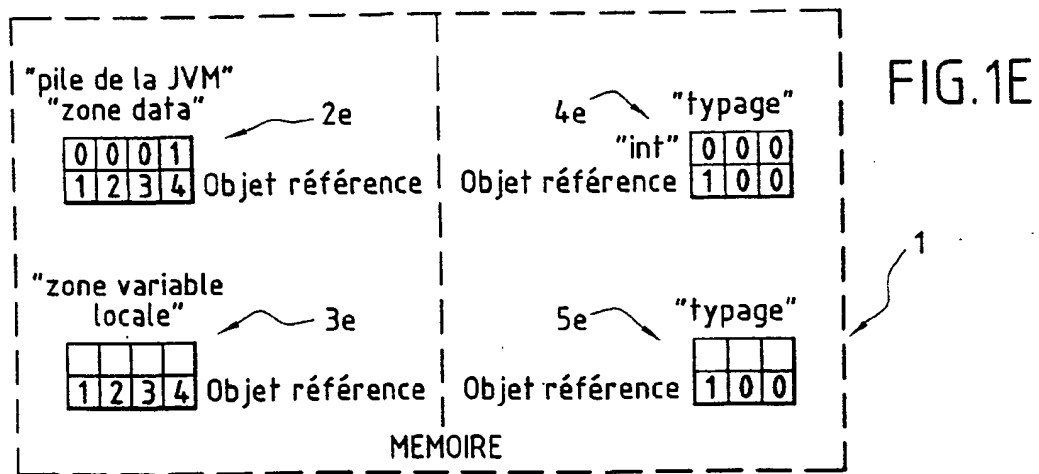 FIG.1E
"pile de la JVM"
"zone data"
2e
0 0 0 1
1 2 3 4 Objet référence
4e
"typage"
"int" 0 0 0
Objet référence 1 0 0
1
"zone variable
locale"
3e
1 2 3 4 Objet référence
5e
"typage"
Objet référence 1 0 0
MEMOIRE